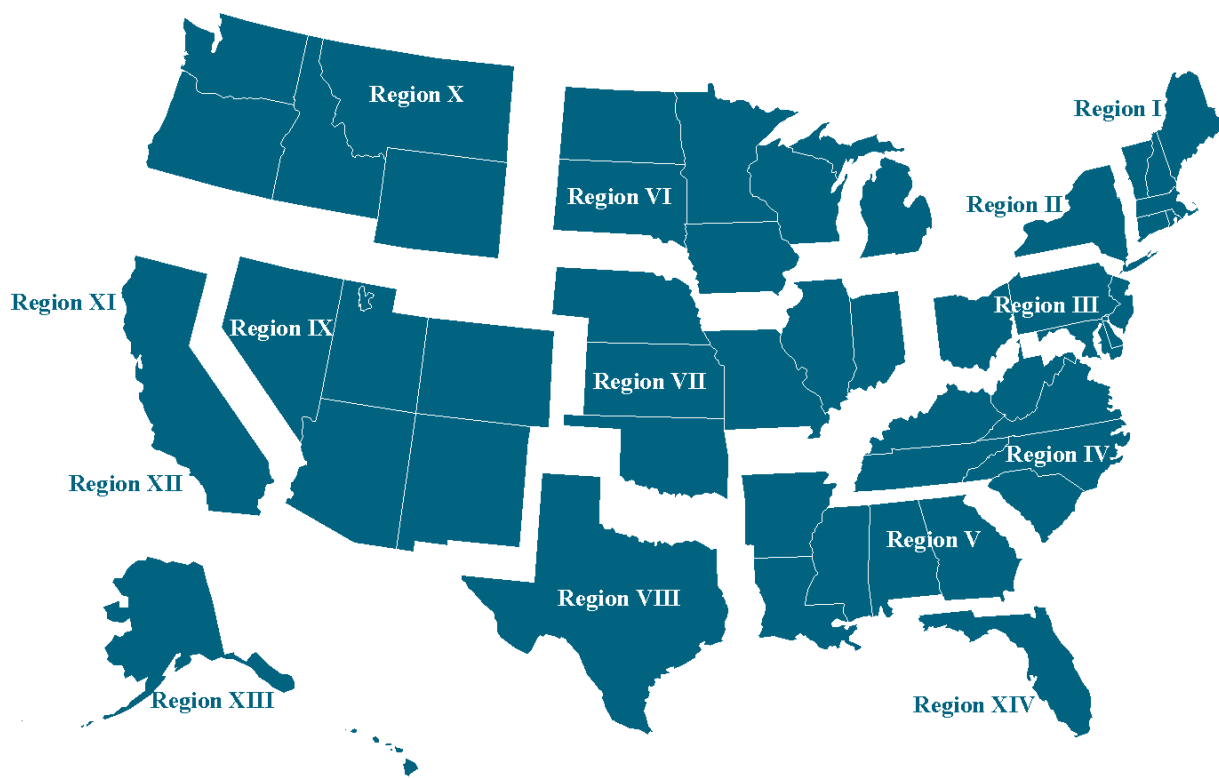 Region X
Region I
Region VI
Region II
Region XI
Region III
Region IX
Region VII
Region IV
Region XII
Region V
Region VIII
Region XIII
Region XIV